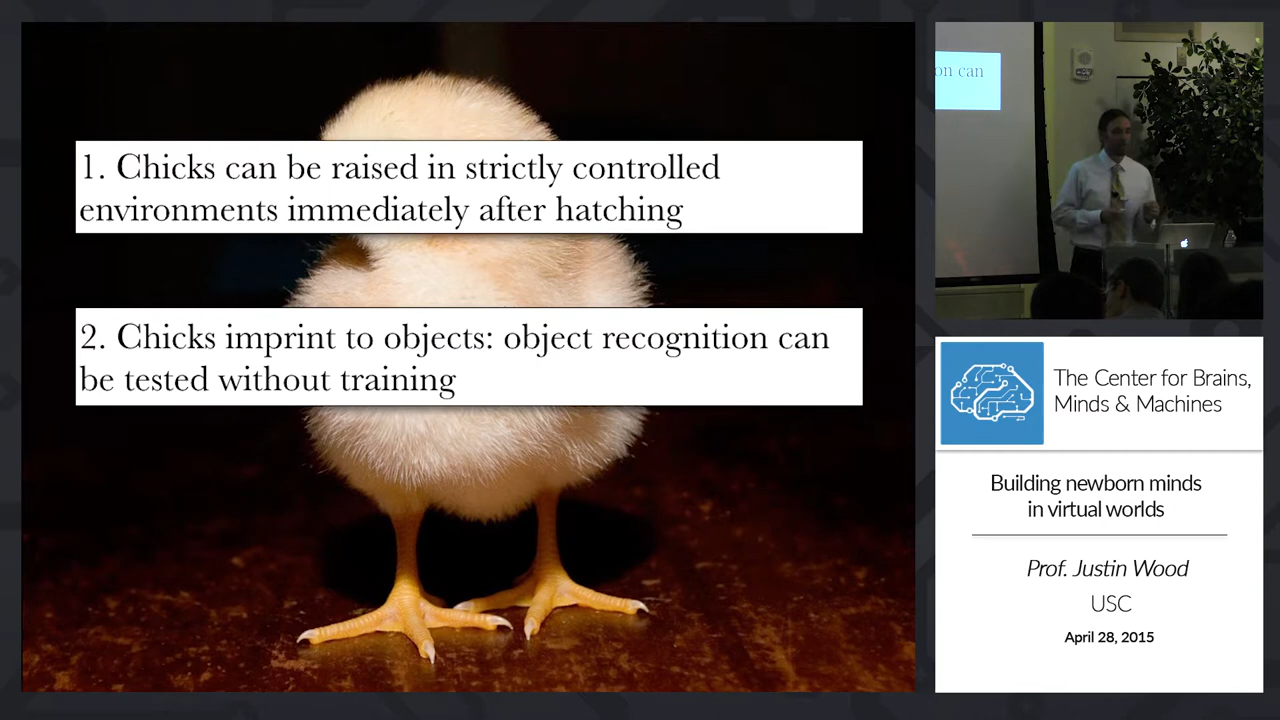 1. Chicks can be raised in strictly controlled
environments immediately after hatching
2. Chicks imprint to objects: object recognition can
be tested without training
on can
The Center for Brains,
Minds & Machines
Building newborn minds
in virtual worlds
Prof. Justin Wood
USC
April 28, 2015